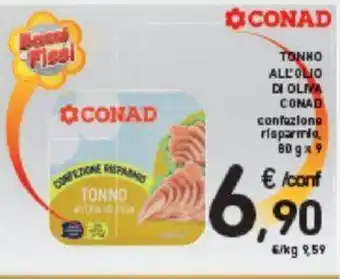 CONAD
Bassi
e Fissi
TONNO
ALL'OLIO
DI OLIVA
CONAD
confezione
risparmio,
80 g x 9
CONAD
CONFEZIONE RISPARMIO
TONNO
all'olio di oliva
€ /conf
6,90
€/kg 9,59